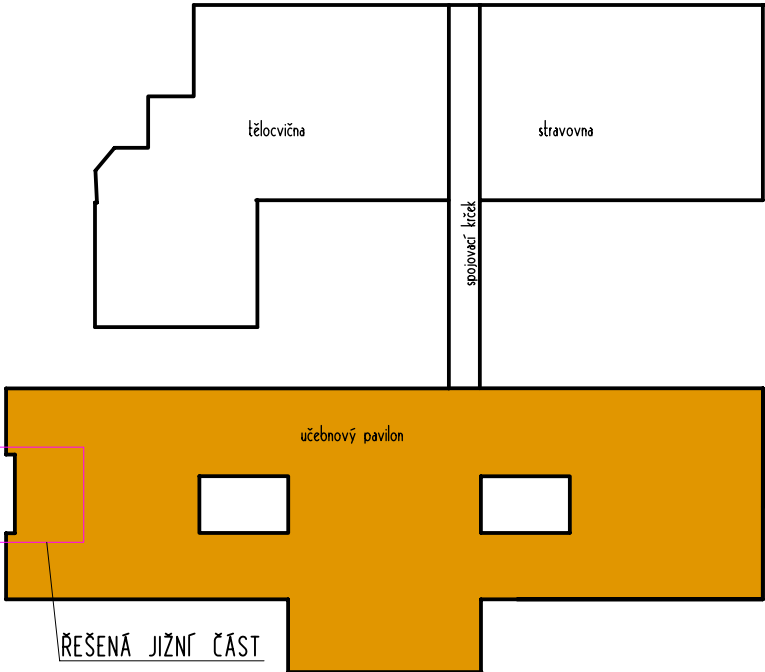 tělocvična
stravovna
spojovací krček
učebnový pavilon
ŘEŠENÁ JIŽNÍ ČÁST